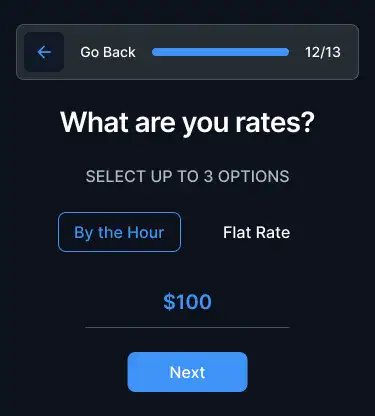 Go Back 12/13
What are you rates?
SELECT UP TO 3 OPTIONS
By the Hour Flat Rate
$100
Next